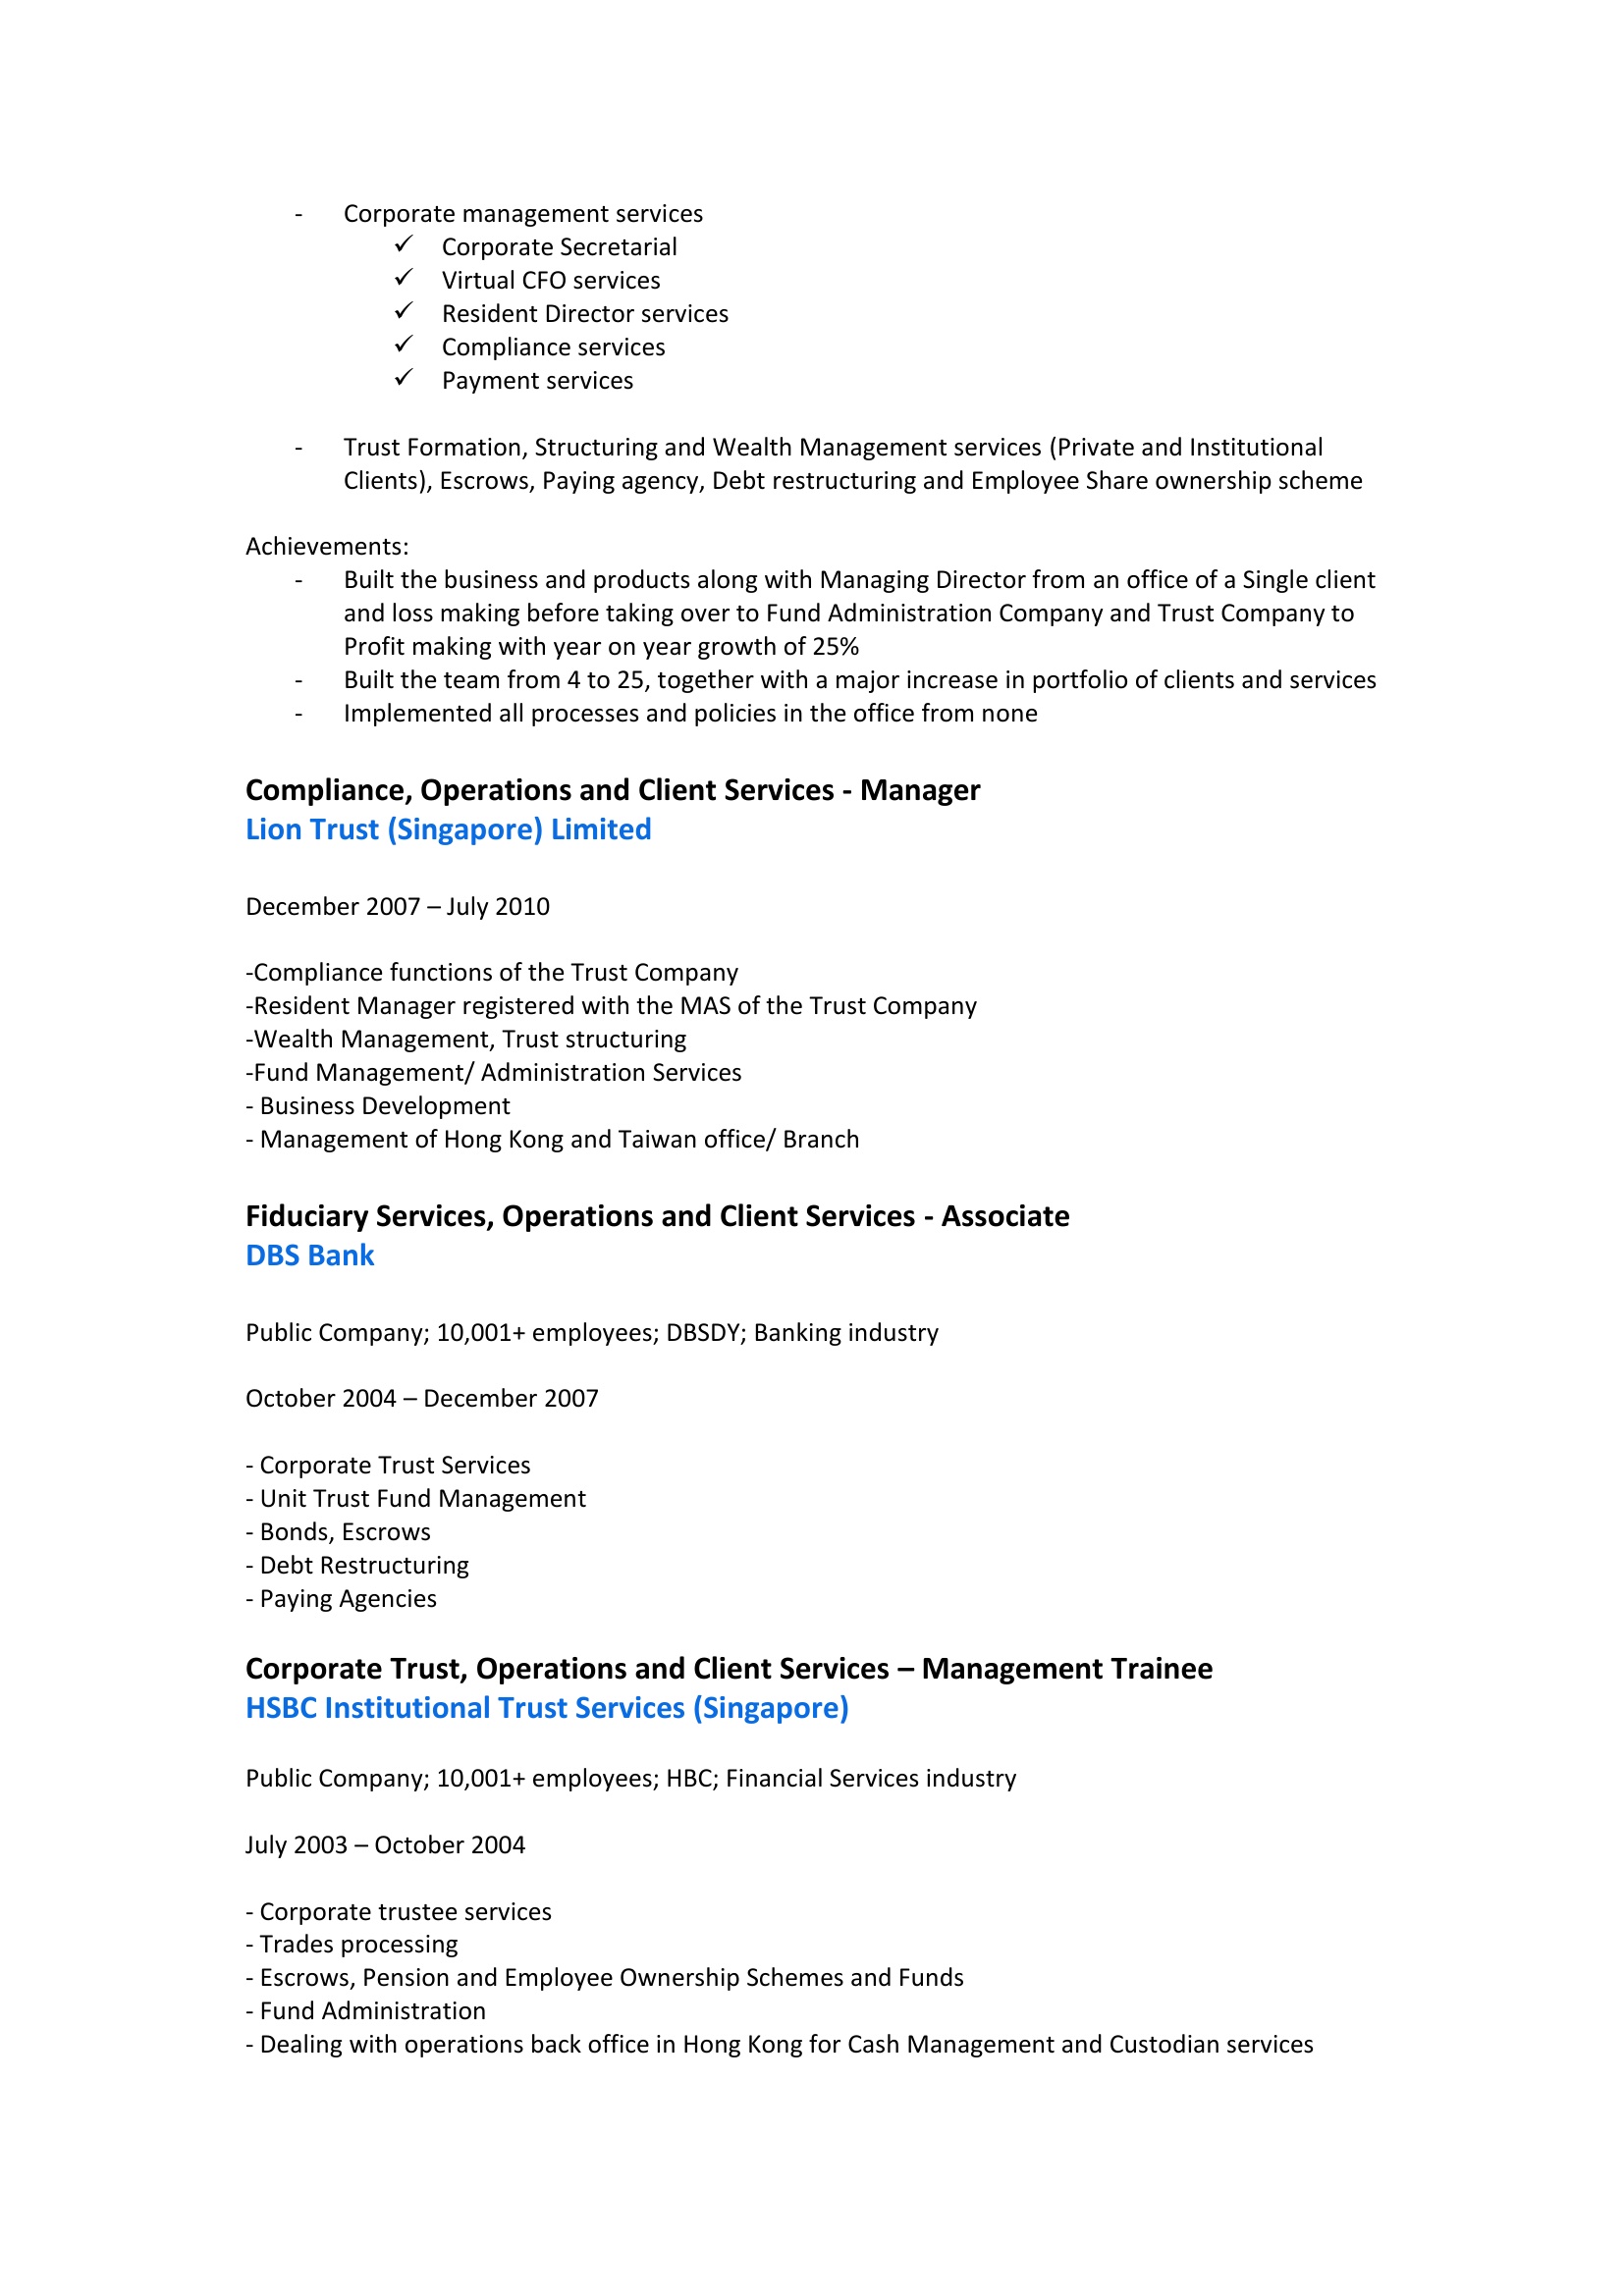 - Corporate management services
✓ Corporate Secretarial
✓ Virtual CFO services
✓ Resident Director services
✓ Compliance services
✓ Payment services
- Trust Formation, Structuring and Wealth Management services (Private and Institutional
Clients), Escrows, Paying agency, Debt restructuring and Employee Share ownership scheme
Achievements:
- Built the business and products along with Managing Director from an office of a Single client
and loss making before taking over to Fund Administration Company and Trust Company to
Profit making with year on year growth of 25%
- Built the team from 4 to 25, together with a major increase in portfolio of clients and services
- Implemented all processes and policies in the office from none
Compliance, Operations and Client Services - Manager
Lion Trust (Singapore) Limited
December 2007 – July 2010
-Compliance functions of the Trust Company
-Resident Manager registered with the MAS of the Trust Company
-Wealth Management, Trust structuring
-Fund Management/ Administration Services
- Business Development
- Management of Hong Kong and Taiwan office/ Branch
Fiduciary Services, Operations and Client Services - Associate
DBS Bank
Public Company; 10,001+ employees; DBSDY; Banking industry
October 2004 – December 2007
- Corporate Trust Services
- Unit Trust Fund Management
- Bonds, Escrows
- Debt Restructuring
- Paying Agencies
Corporate Trust, Operations and Client Services – Management Trainee
HSBC Institutional Trust Services (Singapore)
Public Company; 10,001+ employees; HBC; Financial Services industry
July 2003 – October 2004
- Corporate trustee services
- Trades processing
- Escrows, Pension and Employee Ownership Schemes and Funds
- Fund Administration
- Dealing with operations back office in Hong Kong for Cash Management and Custodian services